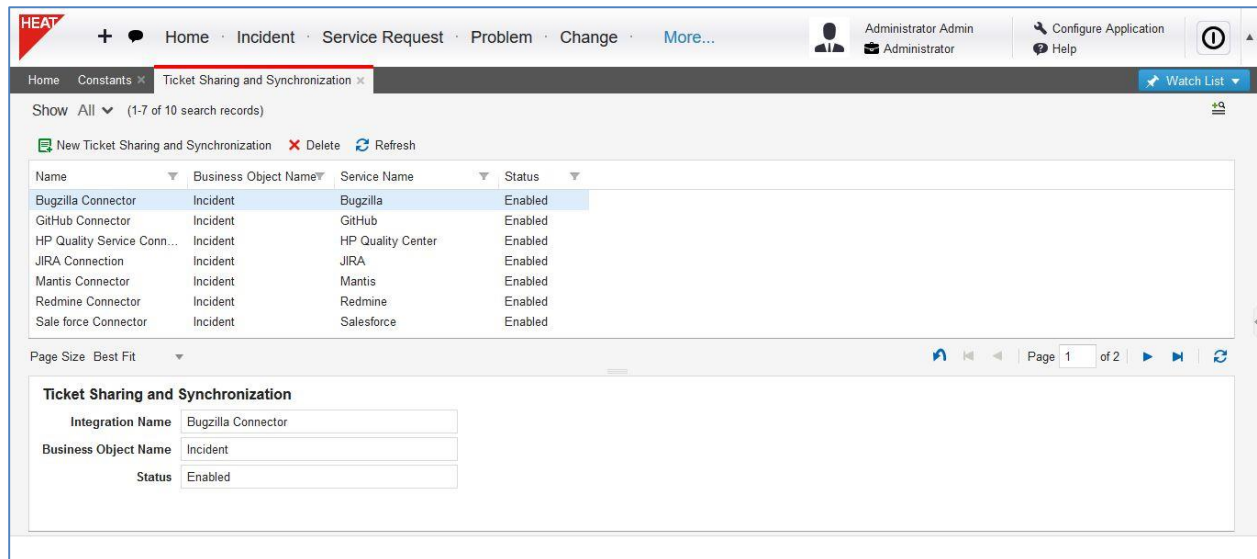 HEAT
Home · Incident · Service Request · Problem · Change · More...
Administrator Admin
Administrator
Configure Application
Help
Home Constants Ticket Sharing and Synchronization Watch List
Show All (1-7 of 10 search records)
New Ticket Sharing and Synchronization Delete Refresh
Name Business Object Name Service Name Status
Bugzilla Connector Incident Bugzilla Enabled
GitHub Connector Incident GitHub Enabled
HP Quality Service Conn... Incident HP Quality Center Enabled
JIRA Connection Incident JIRA Enabled
Mantis Connector Incident Mantis Enabled
Redmine Connector Incident Redmine Enabled
Sale force Connector Incident Salesforce Enabled
Page Size Best Fit Page 1 of 2
Ticket Sharing and Synchronization
Integration Name Bugzilla Connector
Business Object Name Incident
Status Enabled